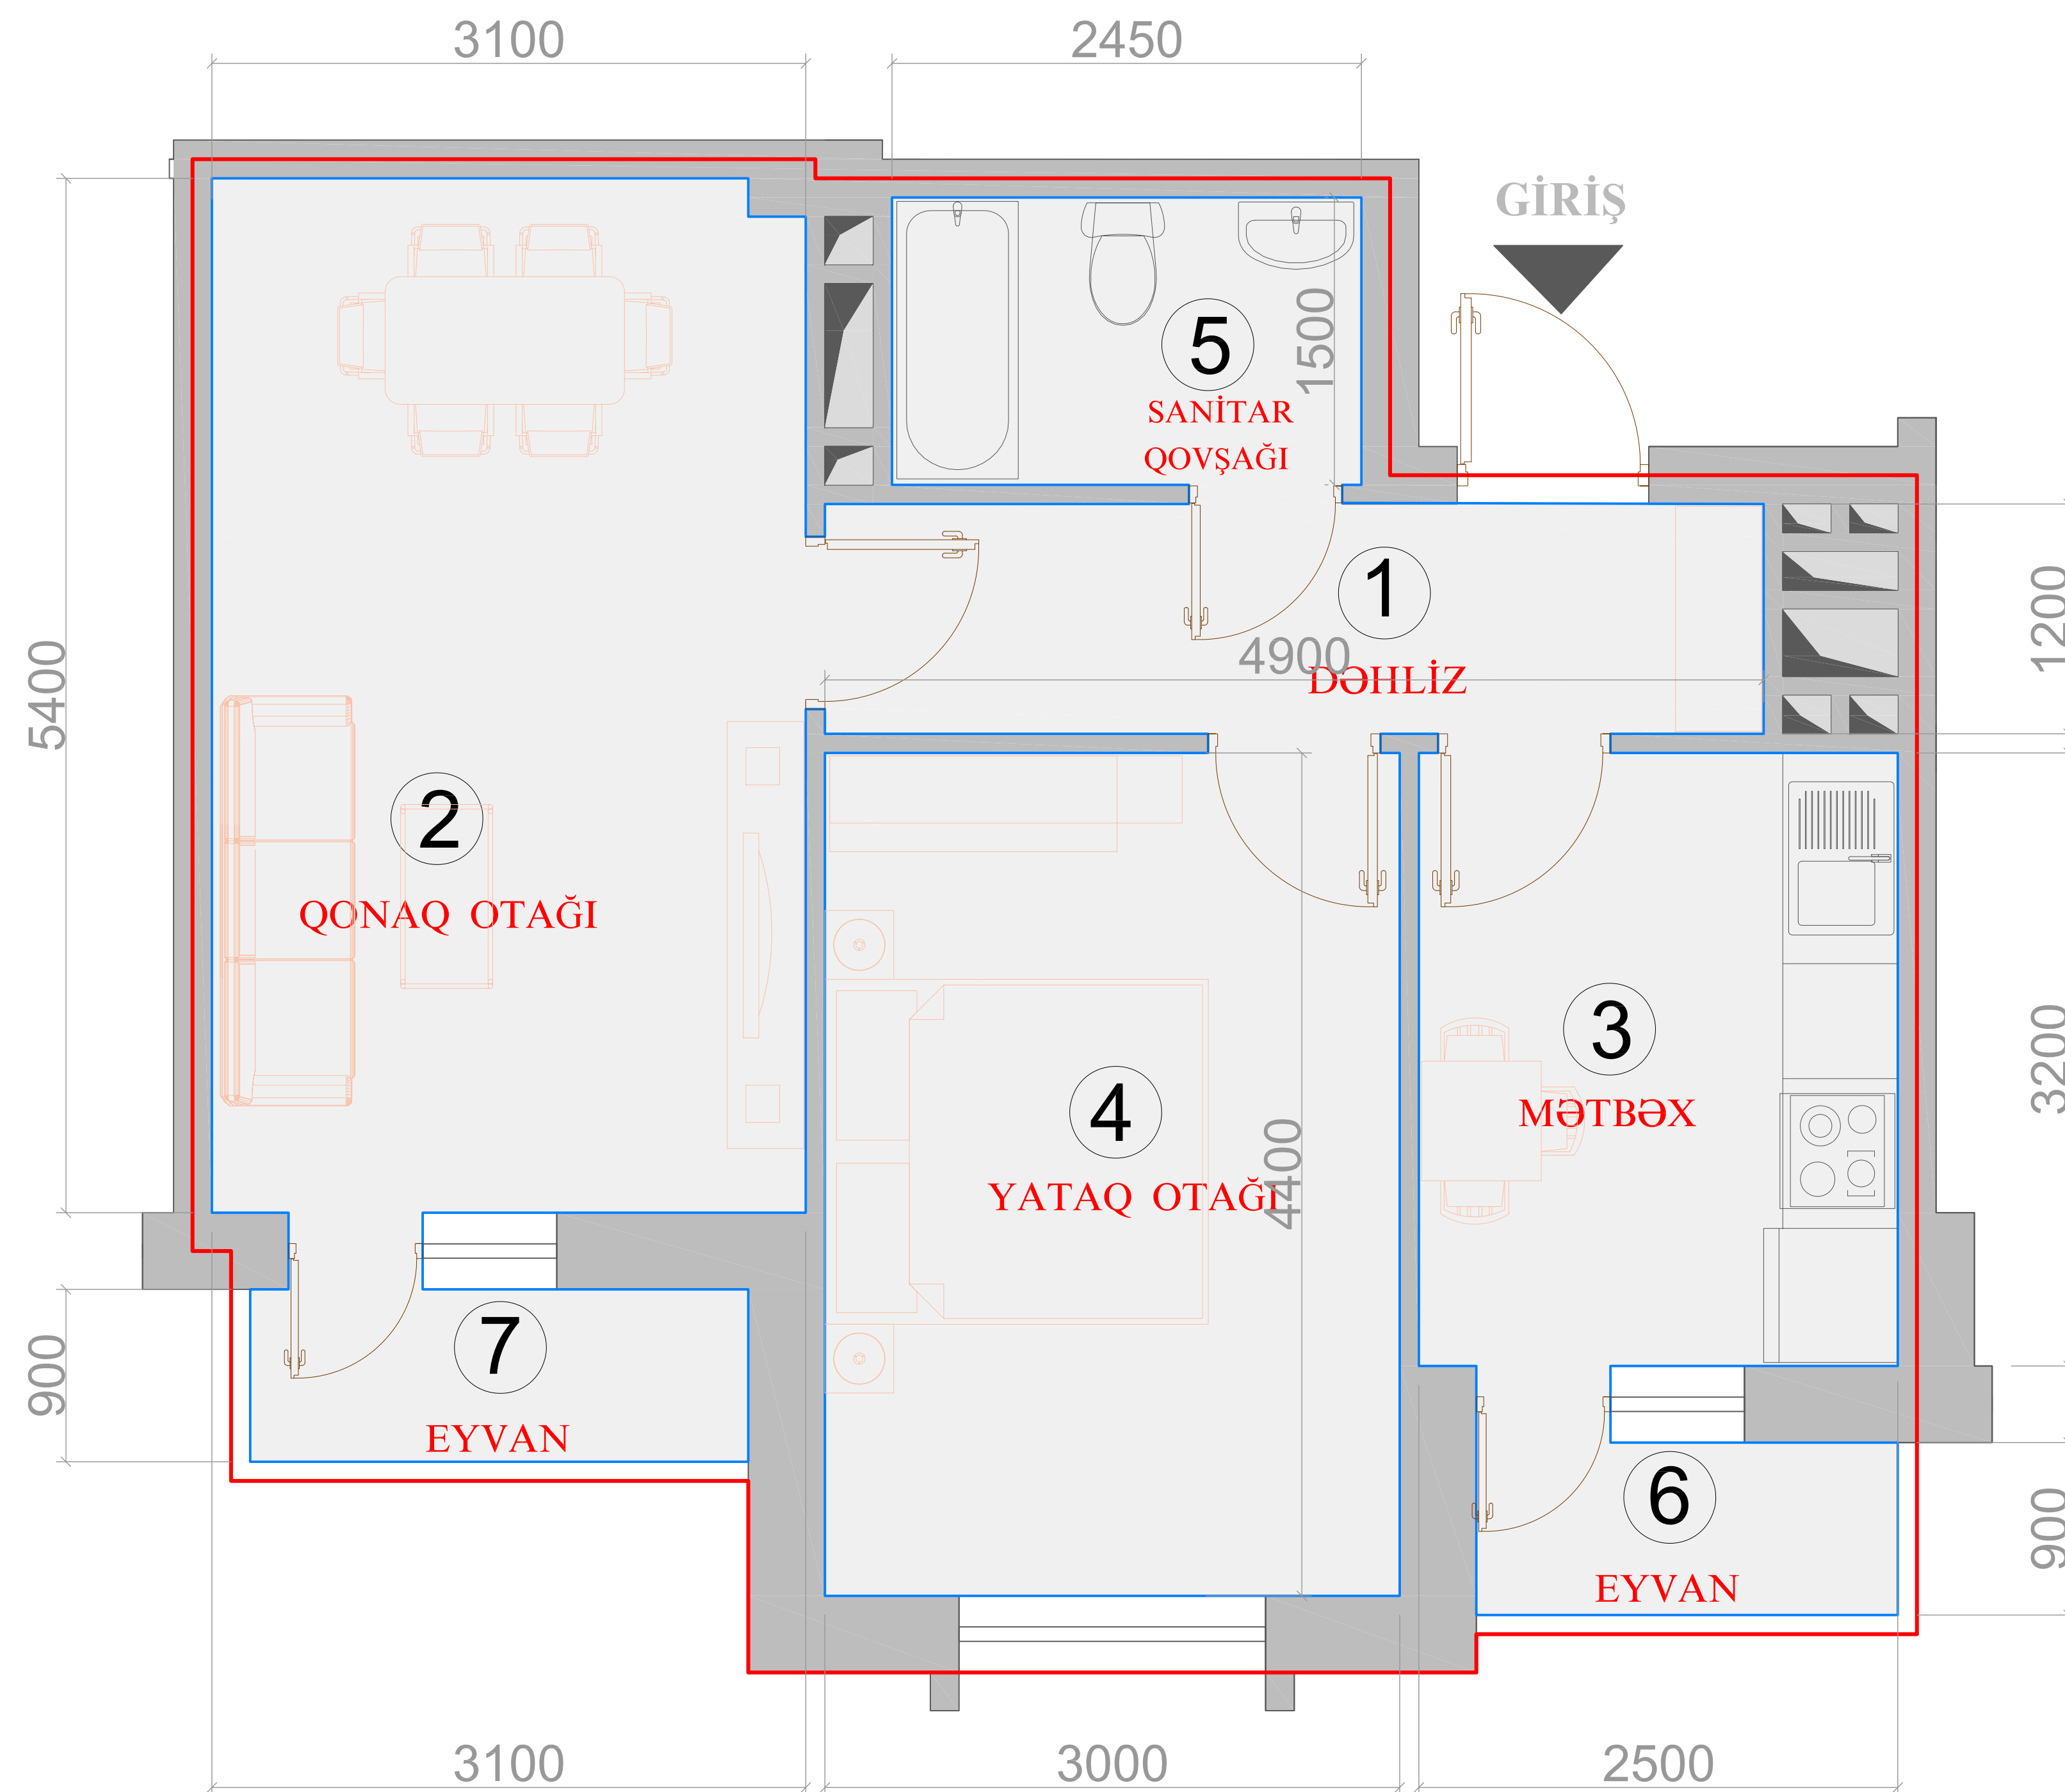 3100
2450
GİRİŞ
5
1500
SANİTAR
QOVŞAĞI
1
1200
4900
DƏHLİZ
5400
2
QONAQ OTAĞI
3
3200
MƏTBƏX
4
4400
YATAQ OTAĞI
7
900
EYVAN
6
900
EYVAN
3100
3000
2500